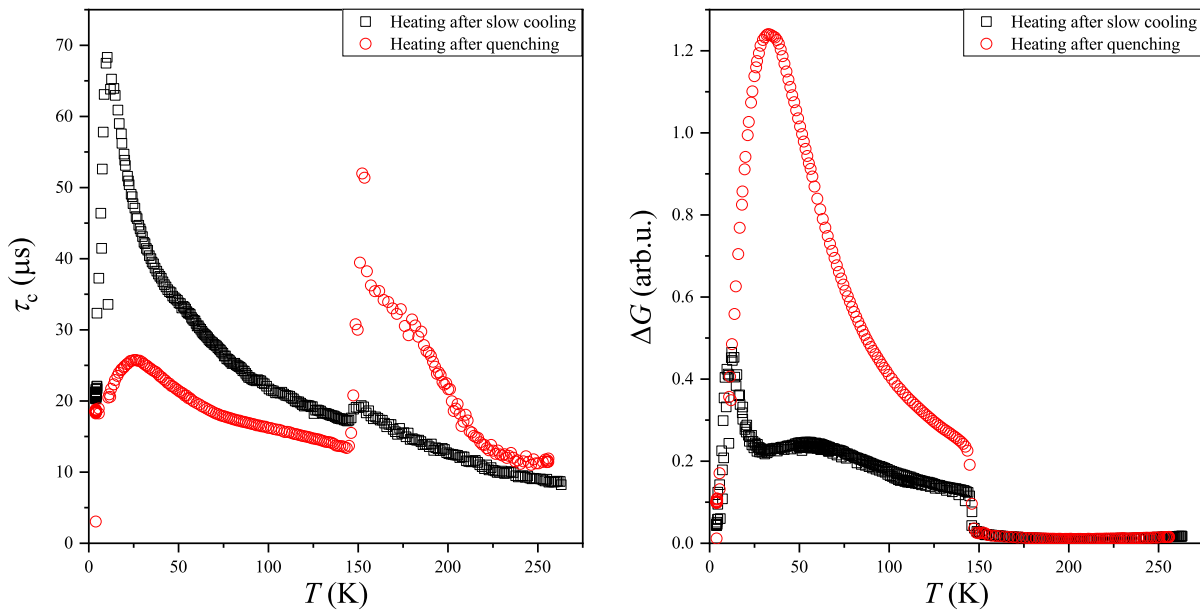 Heating after slow cooling
Heating after quenching
70
60
50
40
30
20
10
0
τc (μs)
0 50 100 150 200 250
T (K)
Heating after slow cooling
Heating after quenching
1.2
1.0
0.8
0.6
0.4
0.2
0.0
ΔG (arb.u.)
0 50 100 150 200 250
T (K)